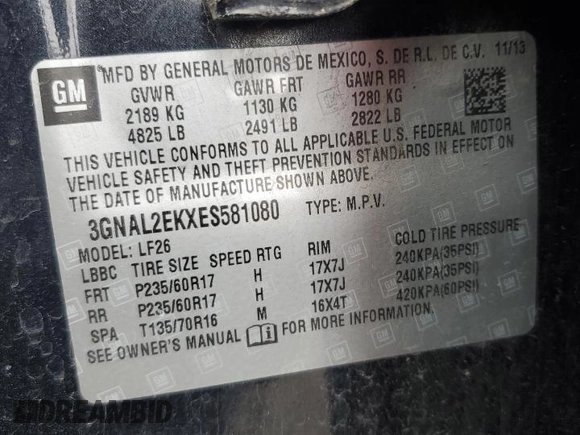 GM
MFD BY GENERAL MOTORS DE MEXICO, S. DE R.L. DE C.V. 11/13
GVWR GAWR FRT GAWR RR
2189 KG 1130 KG 1280 KG
4825 LB 2491 LB 2822 LB
THIS VEHICLE CONFORMS TO ALL APPLICABLE U.S. FEDERAL MOTOR
VEHICLE SAFETY AND THEFT PREVENTION STANDARDS IN EFFECT ON
THE DATE OF MANUFACTURE SHOWN ABOVE.
3GNAL2EKXES581080 TYPE: M.P.V.
MODEL: LF26
LBBC TIRE SIZE SPEED RTG RIM COLD TIRE PRESSURE
FRT P235/60R17 H 17X7J 240KPA(35PSI)
RR P235/60R17 H 17X7J 240KPA(35PSI)
SPA T135/70R16 M 16X4T 420KPA(60PSI)
SEE OWNER'S MANUAL FOR MORE INFORMATION.
DREAMBID